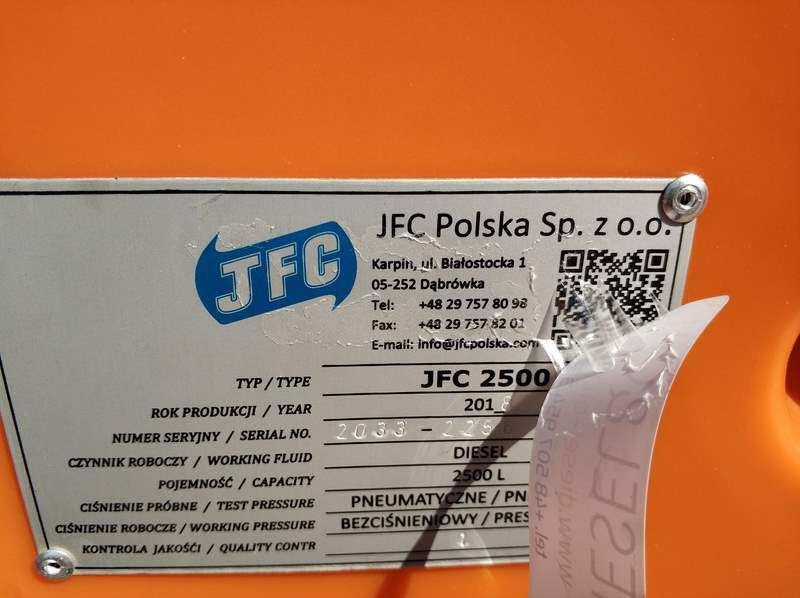 JFC
JFC Polska Sp. z o.o.
Karpin, ul. Białostocka 1
05-252 Dąbrówka
Tel: +48 29 757 80 98
Fax: +48 29 757 82 01
E-mail: info@jfcpolska.com
TYP / TYPE JFC 2500
ROK PRODUKCJI / YEAR 201
NUMER SERYJNY / SERIAL NO. 2033 -
CZYNNIK ROBOCZY / WORKING FLUID DIESEL
POJEMNOŚĆ / CAPACITY 2500 L
CIŚNIENIE PRÓBNE / TEST PRESSURE PNEUMATYCZNE / PN
CIŚNIENIE ROBOCZE / WORKING PRESSURE BEZCIŚNIENIOWY / PRES
KONTROLA JAKOŚĆI / QUALITY CONTR